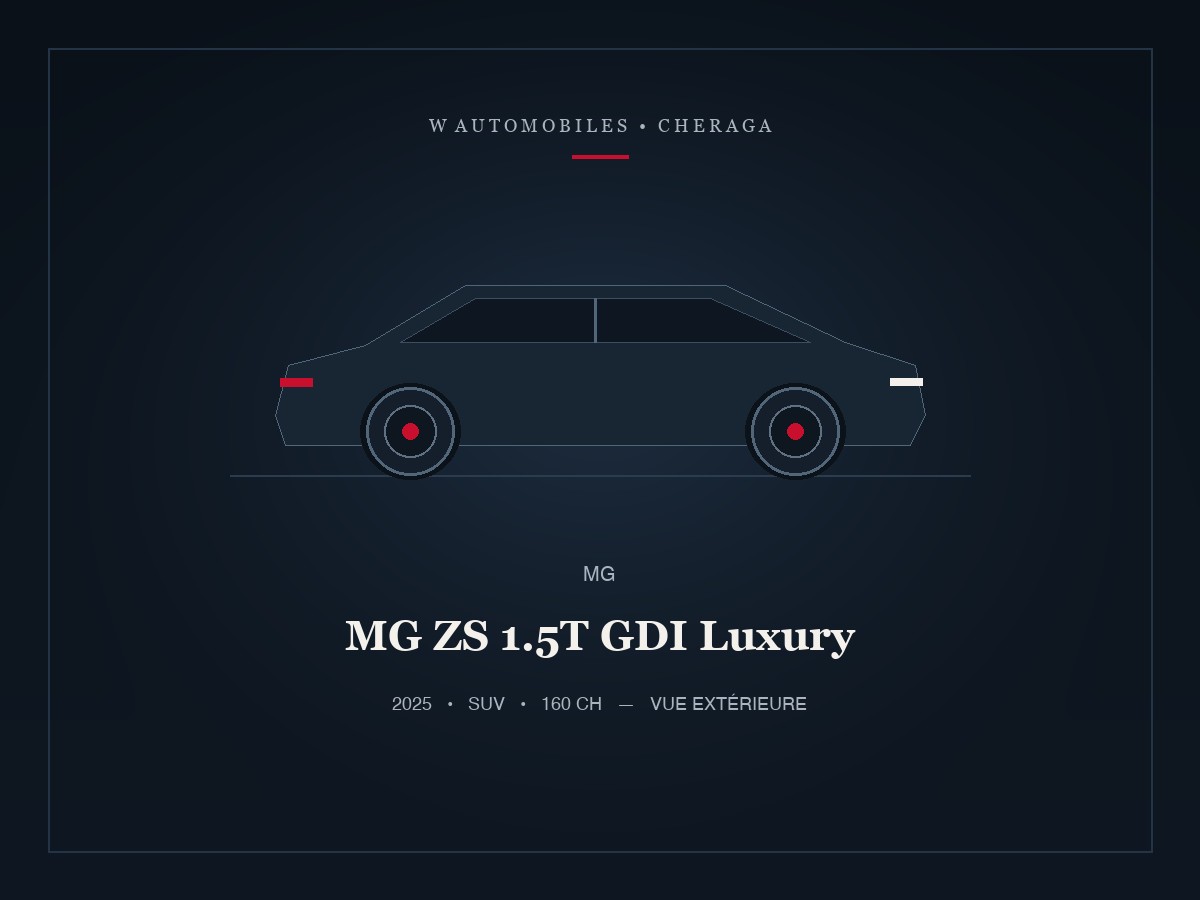 W AUTOMOBILES • CHERAGA
MG
MG ZS 1.5T GDI Luxury
2025 • SUV • 160 CH — VUE EXTÉRIEURE